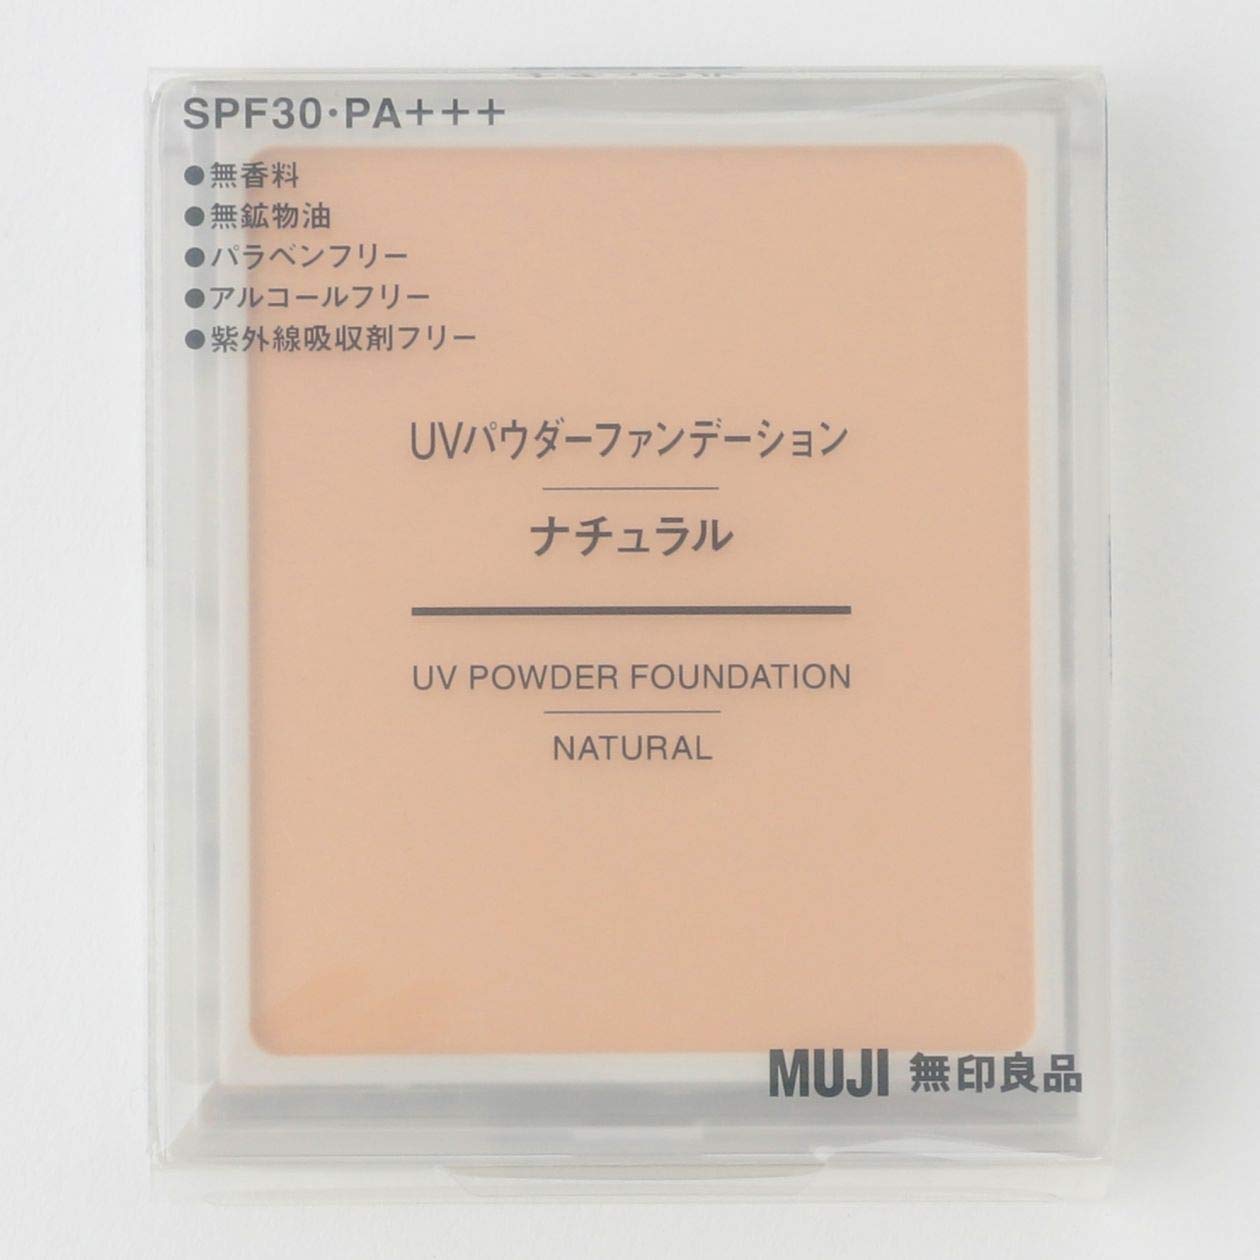 SPF30･PA+++
●無香料
●無鉱物油
●パラベンフリー
●アルコールフリー
●紫外線吸収剤フリー
UVパウダーファンデーション
ナチュラル
UV POWDER FOUNDATION
NATURAL
MUJI 無印良品